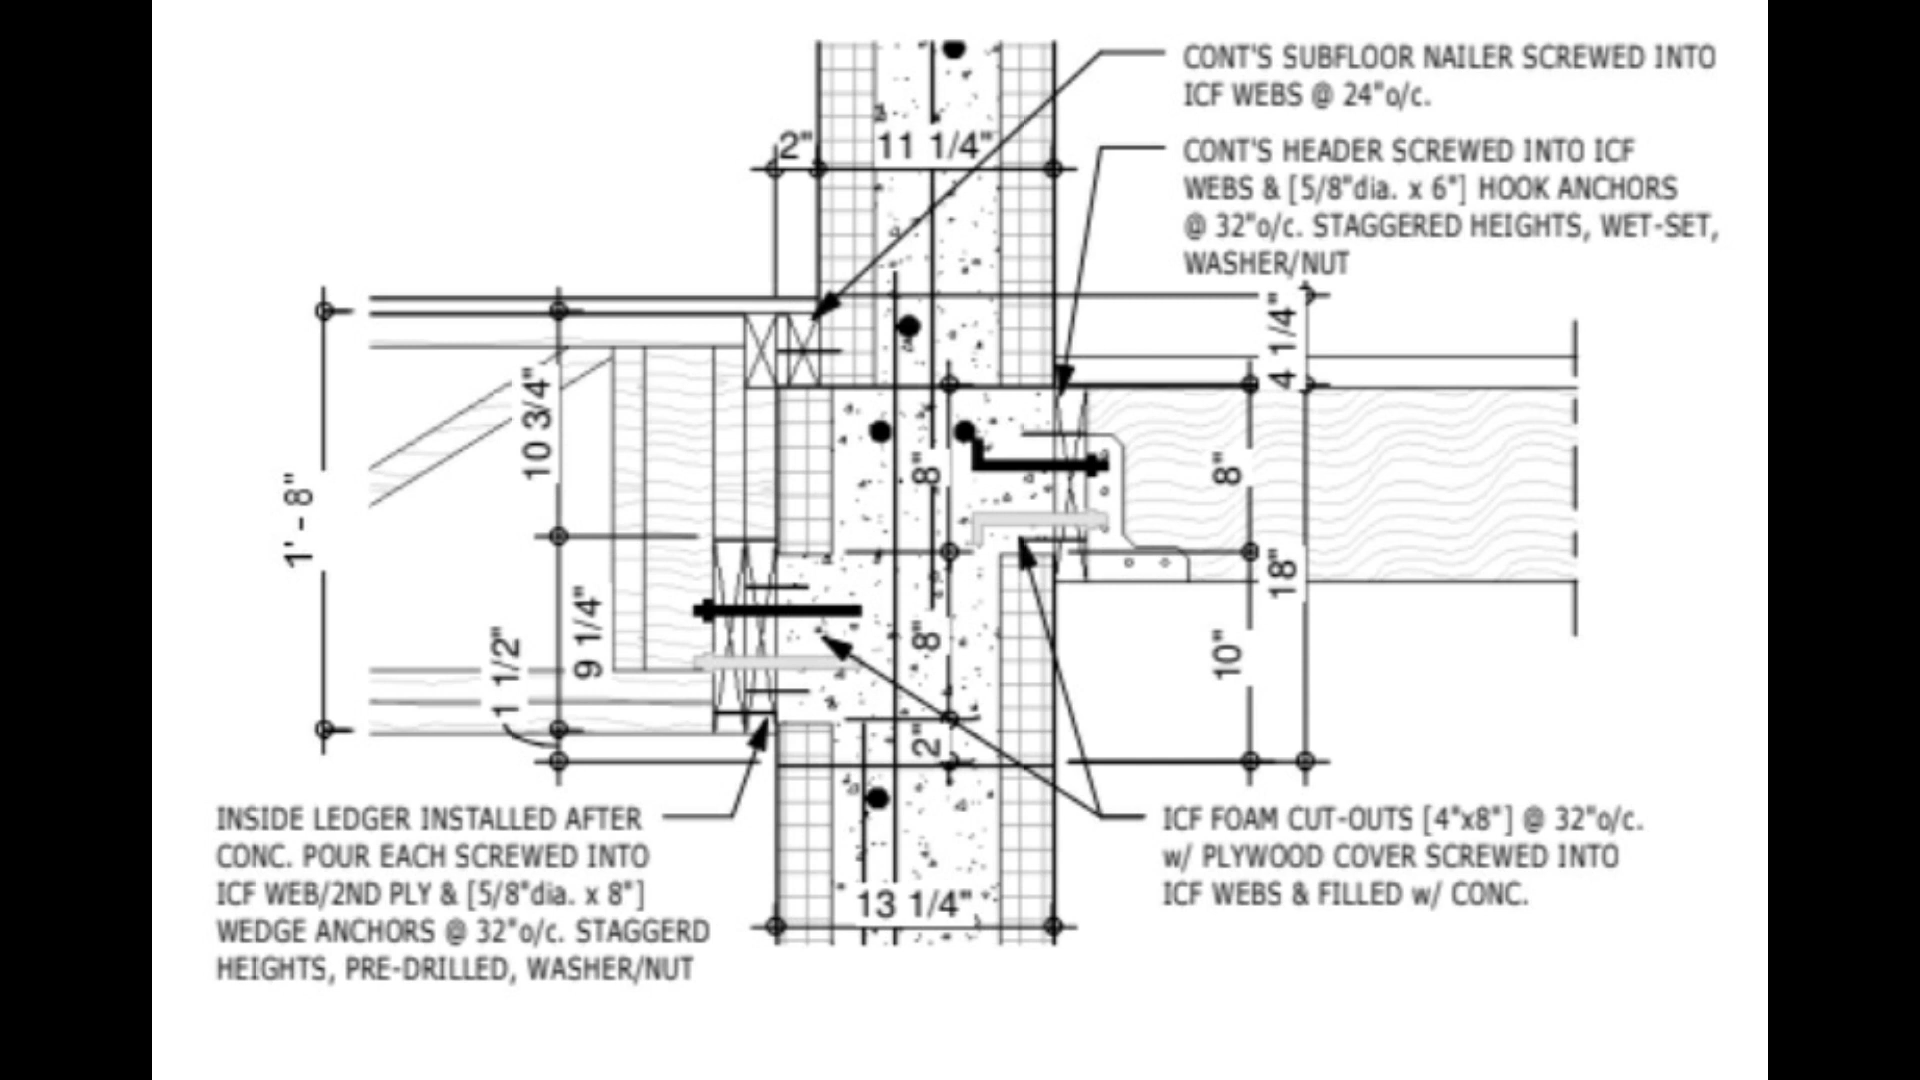 CONT'S SUBFLOOR NAILER SCREWED INTO
ICF WEBS @ 24"o/c.
2"
11 1/4"
CONT'S HEADER SCREWED INTO ICF
WEBS & [5/8"dia. x 6"] HOOK ANCHORS
@ 32"o/c. STAGGERED HEIGHTS, WET-SET,
WASHER/NUT
4 1/4"
10 3/4"
1' - 8"
8"
8"
18"
9 1/4"
8"
10"
1 1/2"
2"
INSIDE LEDGER INSTALLED AFTER
CONC. POUR EACH SCREWED INTO
ICF WEB/2ND PLY & [5/8"dia. x 8"]
WEDGE ANCHORS @ 32"o/c. STAGGERD
HEIGHTS, PRE-DRILLED, WASHER/NUT
13 1/4"
ICF FOAM CUT-OUTS [4"x8"] @ 32"o/c.
w/ PLYWOOD COVER SCREWED INTO
ICF WEBS & FILLED w/ CONC.